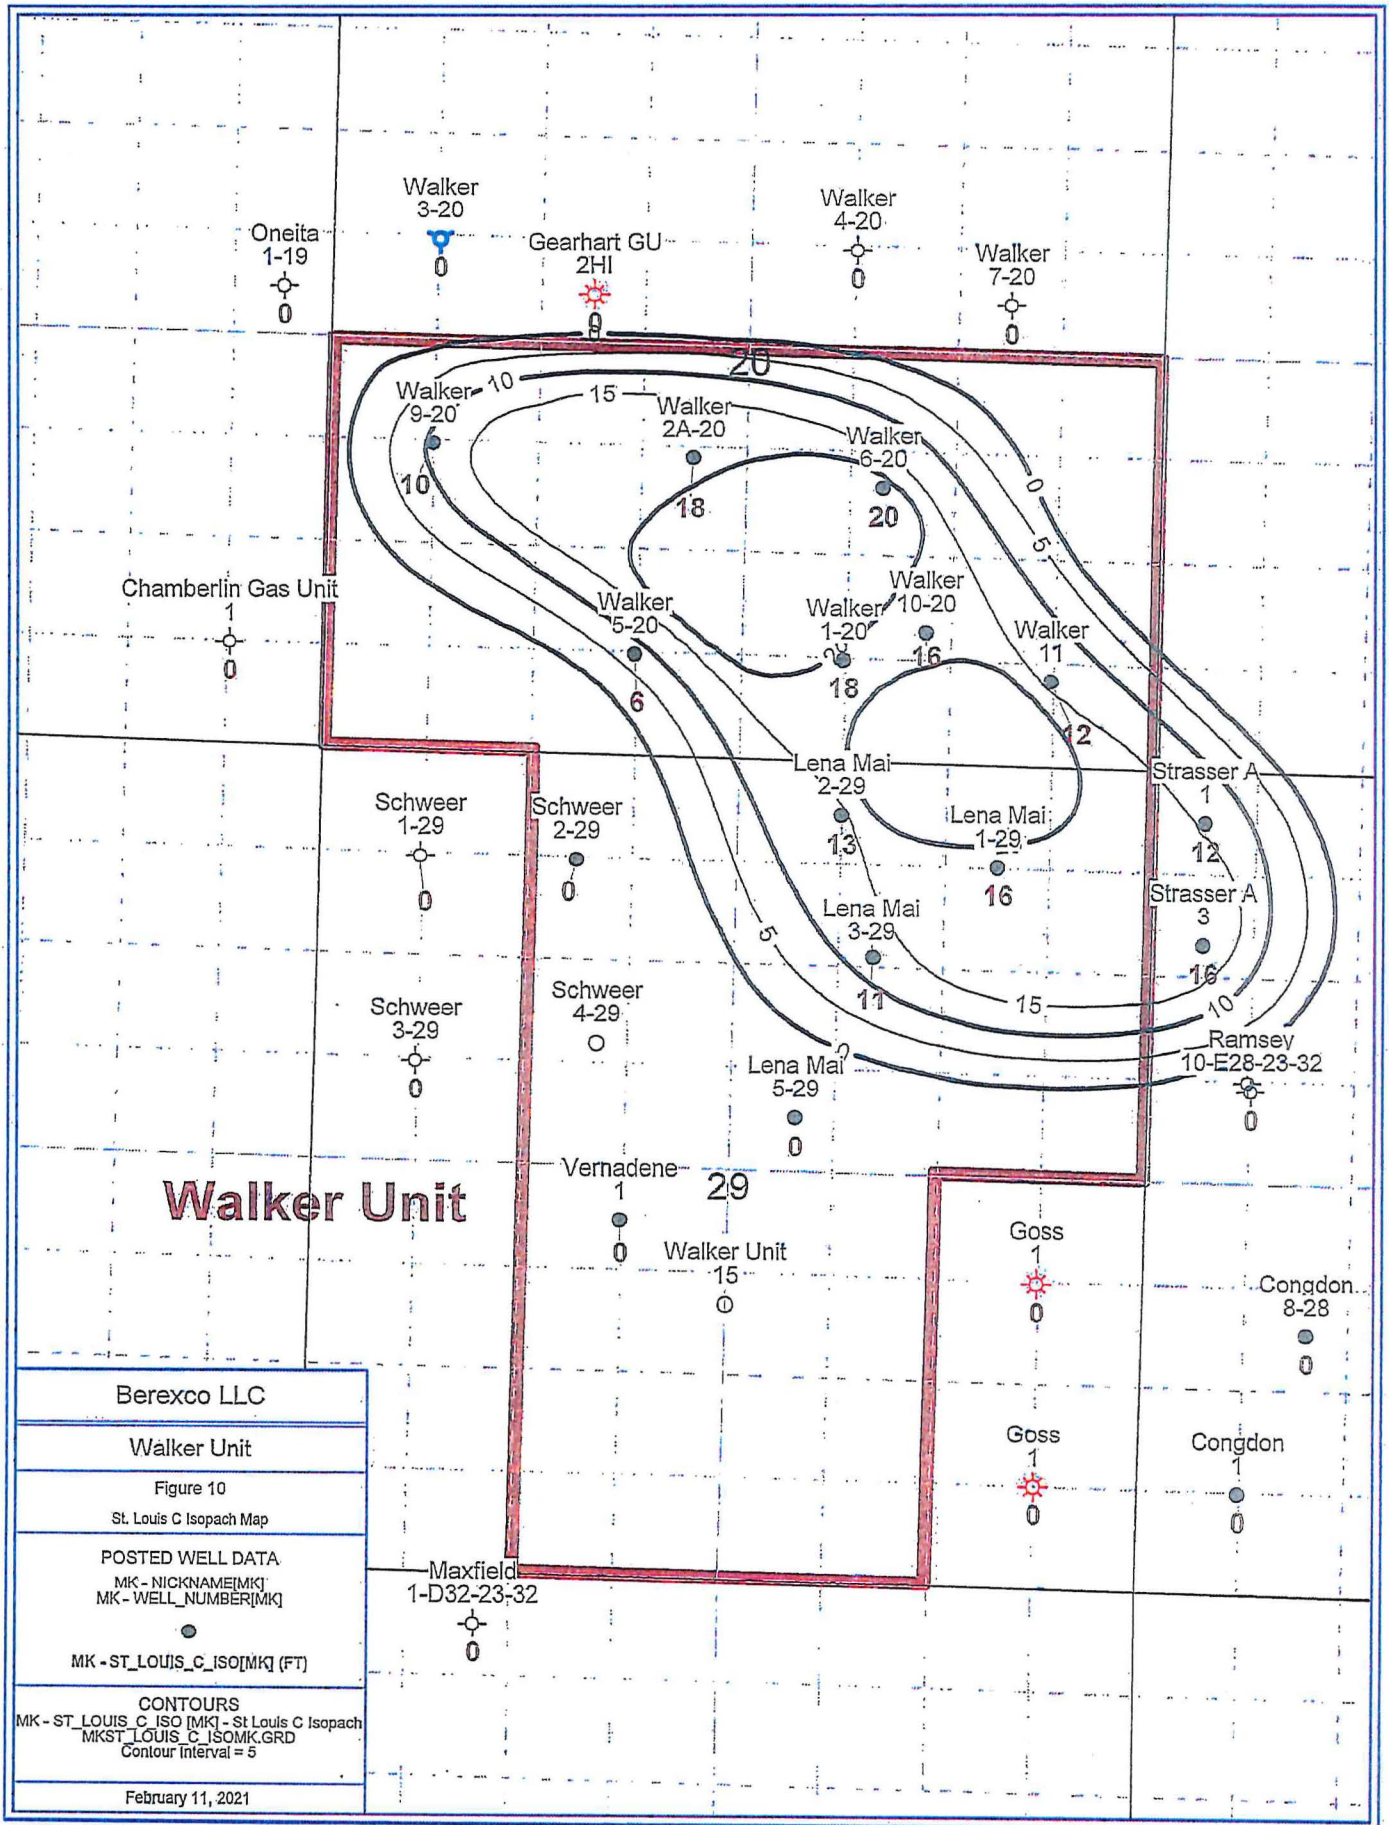 Walker
3-20
0
Oneita
1-19
0
Gearhart GU
2HI
Walker
4-20
0
Walker
7-20
0
20
Walker
9-20
10
10
15
Walker
2A-20
18
Walker
6-20
20
0
5
Chamberlin Gas Unit
1
0
Walker
5-20
6
Walker
1-20
18
Walker
10-20
16
Walker
11
12
Lena Mai
2-29
13
Strasser A
1
12
Schweer
1-29
0
Schweer
2-29
0
Lena Mai
1-29
16
Strasser A
3
16
Lena Mai
3-29
11
5
15
10
Schweer
4-29
Schweer
3-29
0
0
Lena Mai
5-29
0
Ramsey
10-E28-23-32
0
Vernadene
1
0
29
Walker Unit
Walker Unit
15
Goss
1
0
Congdon
8-28
0
Goss
1
0
Congdon
1
0
Maxfield
1-D32-23-32
0
Berexco LLC
Walker Unit
Figure 10
St. Louis C Isopach Map
POSTED WELL DATA
MK - NICKNAME[MK]
MK - WELL_NUMBER[MK]
MK - ST_LOUIS_C_ISO[MK] (FT)
CONTOURS
MK - ST_LOUIS_C_ISO [MK] - St Louis C Isopach
MKST_LOUIS_C_ISOMK.GRD
Contour Interval = 5
February 11, 2021